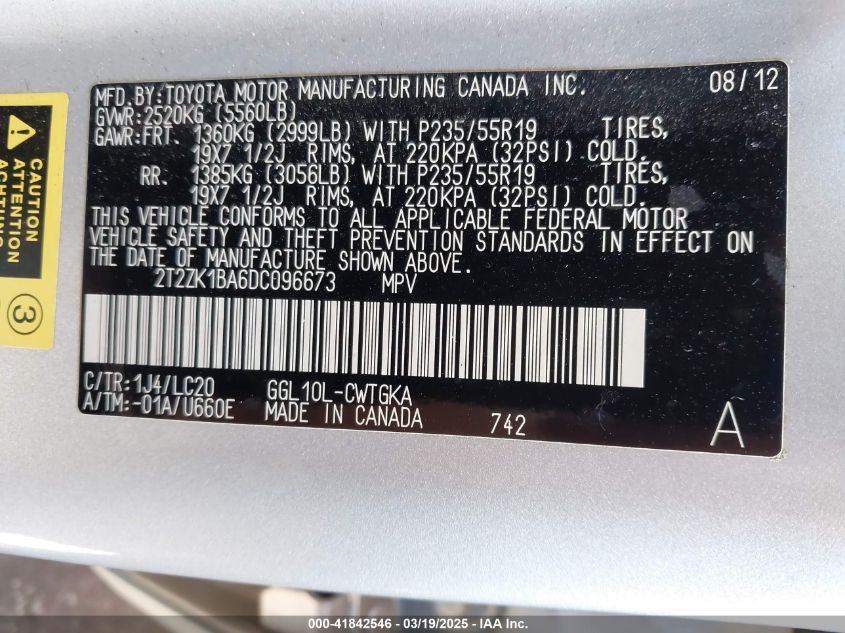 MFD.BY:TOYOTA MOTOR MANUFACTURING CANADA INC. 08/12
GVWR:2520KG (5560LB)
GAWR:FRT. 1360KG (2999LB) WITH P235/55R19 TIRES,
19X7 1/2J RIMS, AT 220KPA (32PSI) COLD.
RR. 1385KG (3056LB) WITH P235/55R19 TIRES,
19X7 1/2J RIMS, AT 220KPA (32PSI) COLD.
THIS VEHICLE CONFORMS TO ALL APPLICABLE FEDERAL MOTOR
VEHICLE SAFETY AND THEFT PREVENTION STANDARDS IN EFFECT ON
THE DATE OF MANUFACTURE SHOWN ABOVE.
2T2ZK1BA6DC096673 MPV
C/TR:1J4/LC20 GGL10L-CWTGKA
A/TM:-01A/U660E MADE IN CANADA 742 A
CAUTION
ATTENTION
ACHTUNG
3
000-41842546 - 03/19/2025 - IAA Inc.